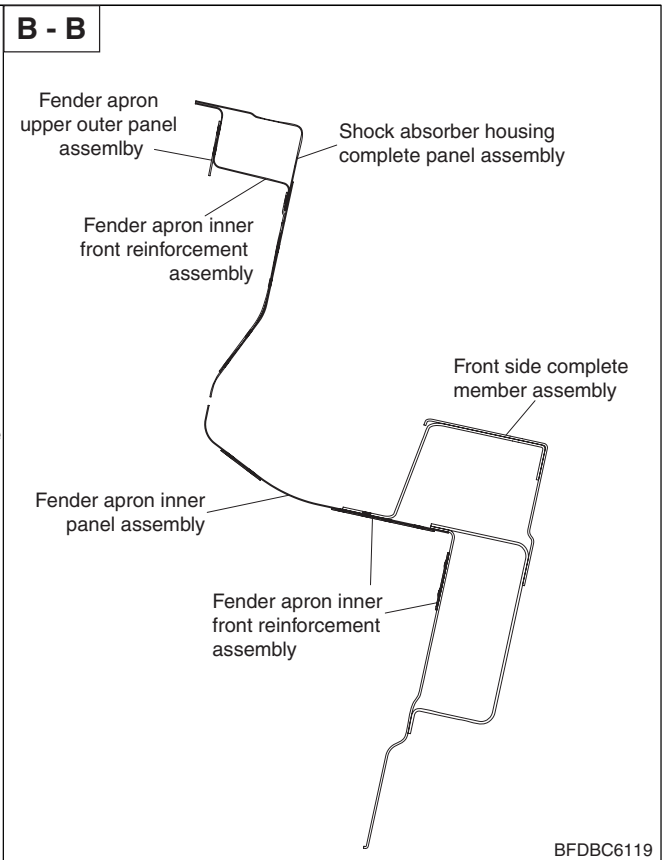 B - B
Fender apron
upper outer panel
assemlby
Shock absorber housing
complete panel assembly
Fender apron inner
front reinforcement
assembly
Front side complete
member assembly
Fender apron inner
panel assembly
Fender apron inner
front reinforcement
assembly
BFDBC6119